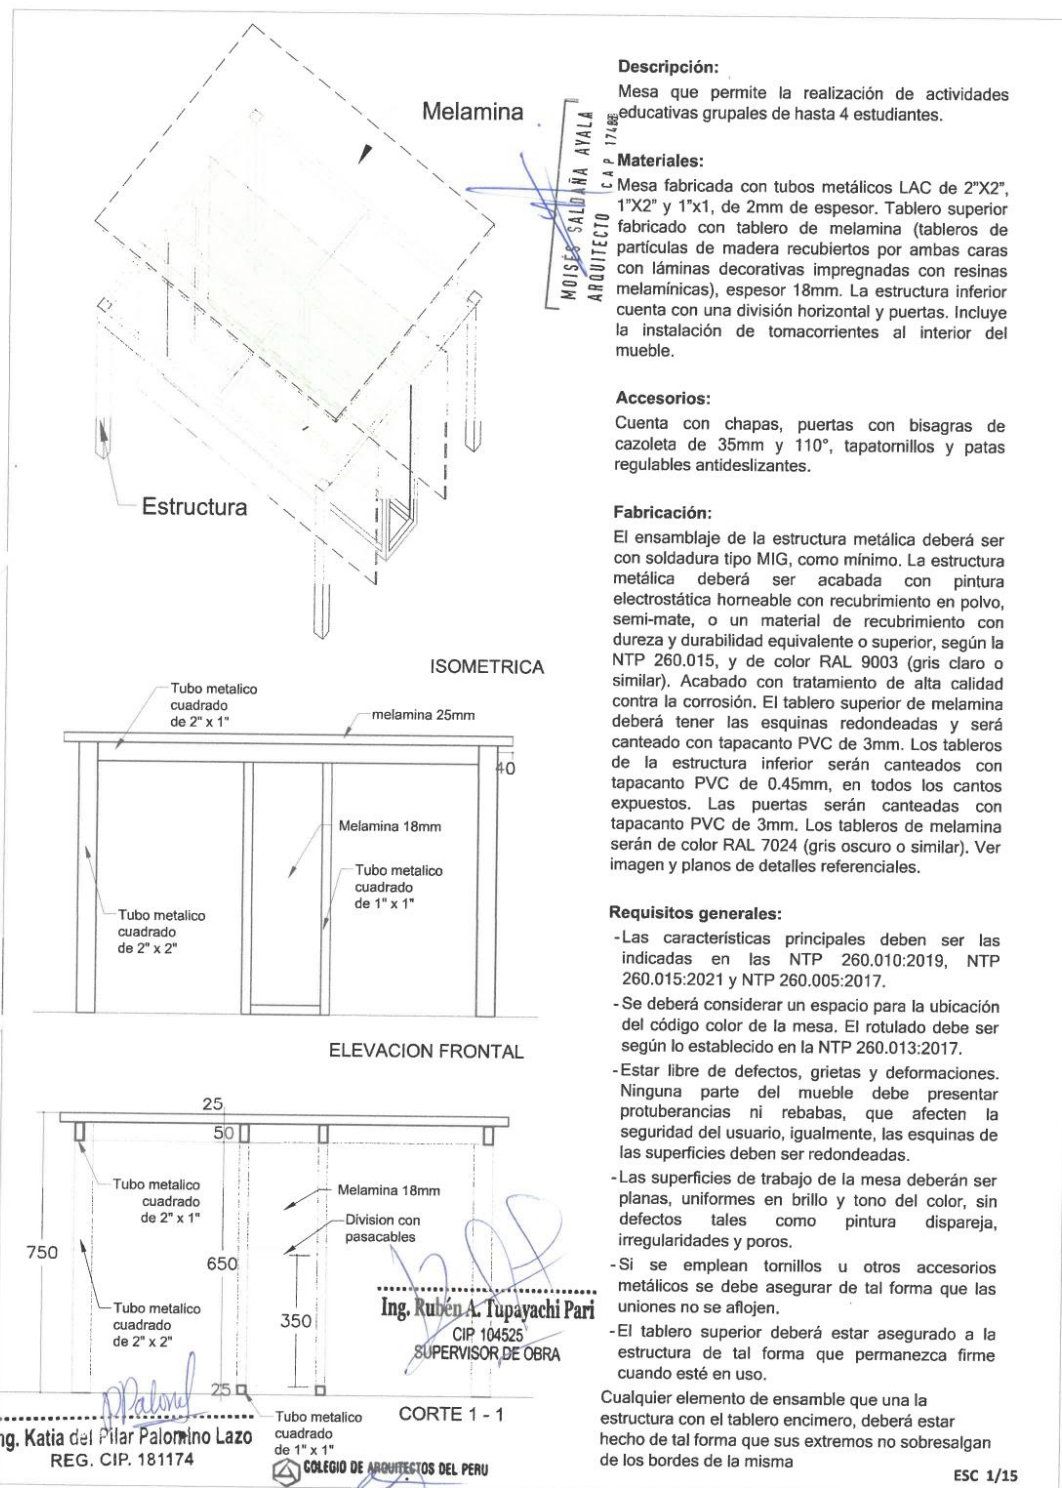 Melamina
Estructura
ISOMETRICA
MOISÉS SALDAÑA AYALA
ARQUITECTO CAP 17488
Tubo metalico
cuadrado
de 2" x 1"
melamina 25mm
40
Melamina 18mm
Tubo metalico
cuadrado
de 1" x 1"
Tubo metalico
cuadrado
de 2" x 2"
ELEVACION FRONTAL
25
50
Tubo metalico
cuadrado
de 2" x 1"
Melamina 18mm
Division con
pasacables
750
650
Tubo metalico
cuadrado
de 2" x 2"
350
25
Tubo metalico
cuadrado
de 1" x 1"
CORTE 1 - 1
Ing. Rubén A. Tupayachi Pari
CIP 104525
SUPERVISOR DE OBRA
ng. Katia del Pilar Palomino Lazo
REG. CIP. 181174
COLEGIO DE ARQUITECTOS DEL PERU
Descripción:
Mesa que permite la realización de actividades
educativas grupales de hasta 4 estudiantes.
Materiales:
Mesa fabricada con tubos metálicos LAC de 2"X2",
1"X2" y 1"x1, de 2mm de espesor. Tablero superior
fabricado con tablero de melamina (tableros de
partículas de madera recubiertos por ambas caras
con láminas decorativas impregnadas con resinas
melamínicas), espesor 18mm. La estructura inferior
cuenta con una división horizontal y puertas. Incluye
la instalación de tomacorrientes al interior del
mueble.
Accesorios:
Cuenta con chapas, puertas con bisagras de
cazoleta de 35mm y 110°, tapatornillos y patas
regulables antideslizantes.
Fabricación:
El ensamblaje de la estructura metálica deberá ser
con soldadura tipo MIG, como mínimo. La estructura
metálica deberá ser acabada con pintura
electrostática horneable con recubrimiento en polvo,
semi-mate, o un material de recubrimiento con
dureza y durabilidad equivalente o superior, según la
NTP 260.015, y de color RAL 9003 (gris claro o
similar). Acabado con tratamiento de alta calidad
contra la corrosión. El tablero superior de melamina
deberá tener las esquinas redondeadas y será
canteado con tapacanto PVC de 3mm. Los tableros
de la estructura inferior serán canteados con
tapacanto PVC de 0.45mm, en todos los cantos
expuestos. Las puertas serán canteadas con
tapacanto PVC de 3mm. Los tableros de melamina
serán de color RAL 7024 (gris oscuro o similar). Ver
imagen y planos de detalles referenciales.
Requisitos generales:
-Las características principales deben ser las
indicadas en las NTP 260.010:2019, NTP
260.015:2021 y NTP 260.005:2017.
-Se deberá considerar un espacio para la ubicación
del código color de la mesa. El rotulado debe ser
según lo establecido en la NTP 260.013:2017.
-Estar libre de defectos, grietas y deformaciones.
Ninguna parte del mueble debe presentar
protuberancias ni rebabas, que afecten la
seguridad del usuario, igualmente, las esquinas de
las superficies deben ser redondeadas.
-Las superficies de trabajo de la mesa deberán ser
planas, uniformes en brillo y tono del color, sin
defectos tales como pintura dispareja,
irregularidades y poros.
-Si se emplean tornillos u otros accesorios
metálicos se debe asegurar de tal forma que las
uniones no se aflojen.
-El tablero superior deberá estar asegurado a la
estructura de tal forma que permanezca firme
cuando esté en uso.
Cualquier elemento de ensamble que una la
estructura con el tablero encimero, deberá estar
hecho de tal forma que sus extremos no sobresalgan
de los bordes de la misma
ESC 1/15